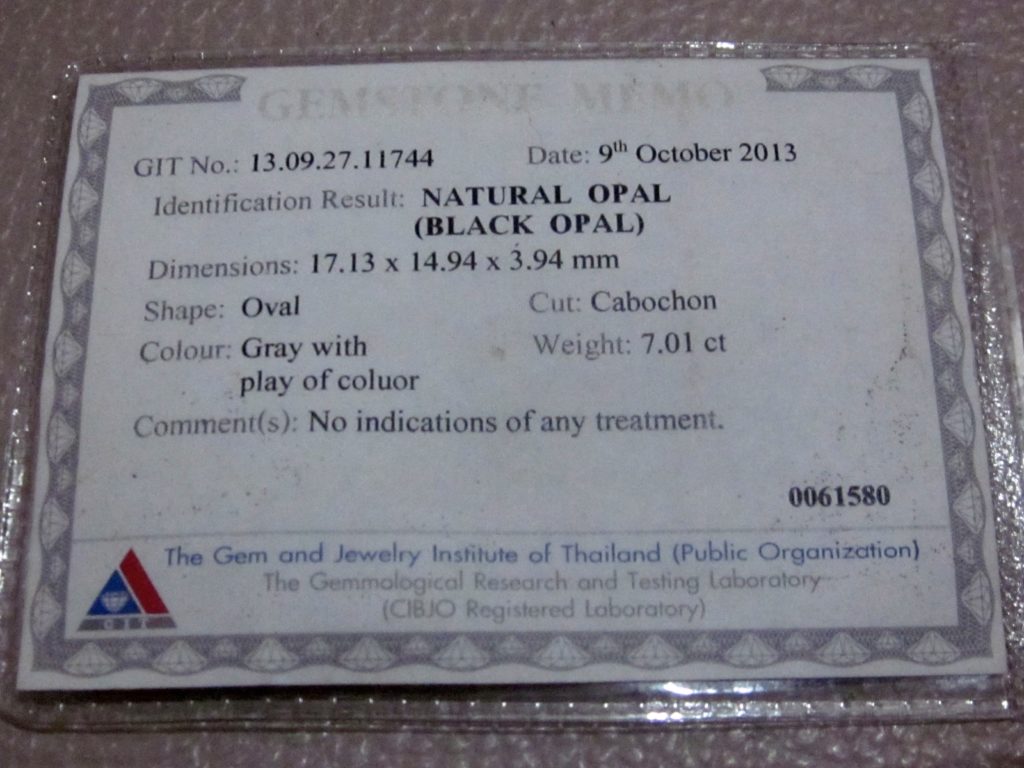 GEMSTONE MEMO
GIT No.: 13.09.27.11744 Date: 9th October 2013
Identification Result: NATURAL OPAL
(BLACK OPAL)
Dimensions: 17.13 x 14.94 x 3.94 mm
Shape: Oval Cut: Cabochon
Colour: Gray with Weight: 7.01 ct
play of coluor
Comment(s): No indications of any treatment.
0061580
The Gem and Jewelry Institute of Thailand (Public Organization)
The Gemmological Research and Testing Laboratory
(CIBJO Registered Laboratory)
GIT